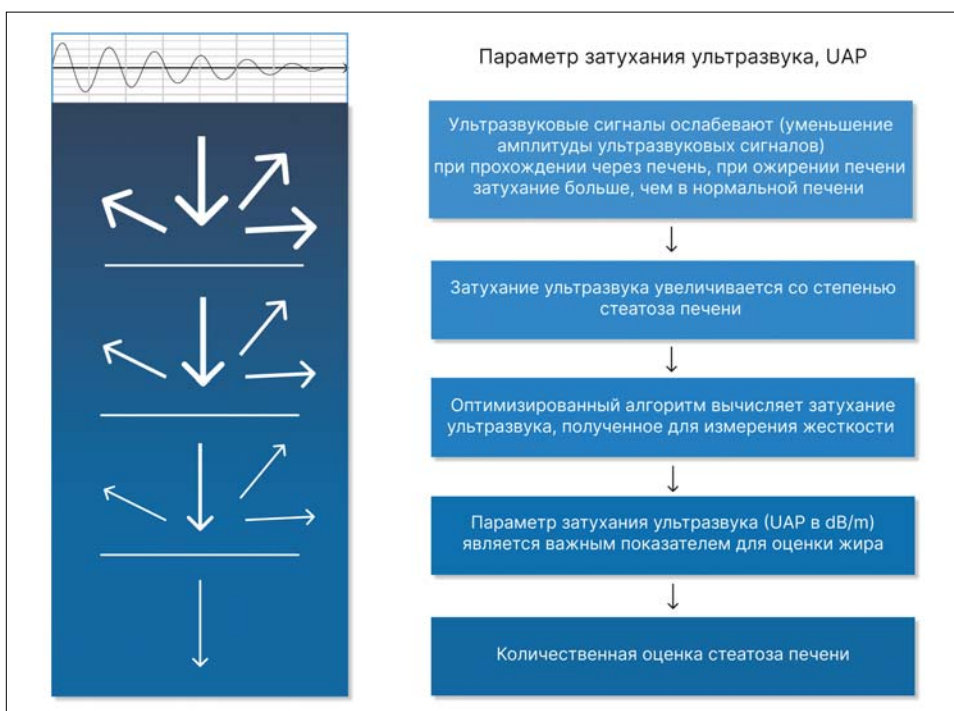 Параметр затухания ультразвука, UAP
Ультразвуковые сигналы ослабевают (уменьшение
амплитуды ультразвуковых сигналов)
при прохождении через печень, при ожирении печени
затухание больше, чем в нормальной печени
Затухание ультразвука увеличивается со степенью
стеатоза печени
Оптимизированный алгоритм вычисляет затухание
ультразвука, полученное для измерения жесткости
Параметр затухания ультразвука (UAP в dB/m)
является важным показателем для оценки жира
Количественная оценка стеатоза печени